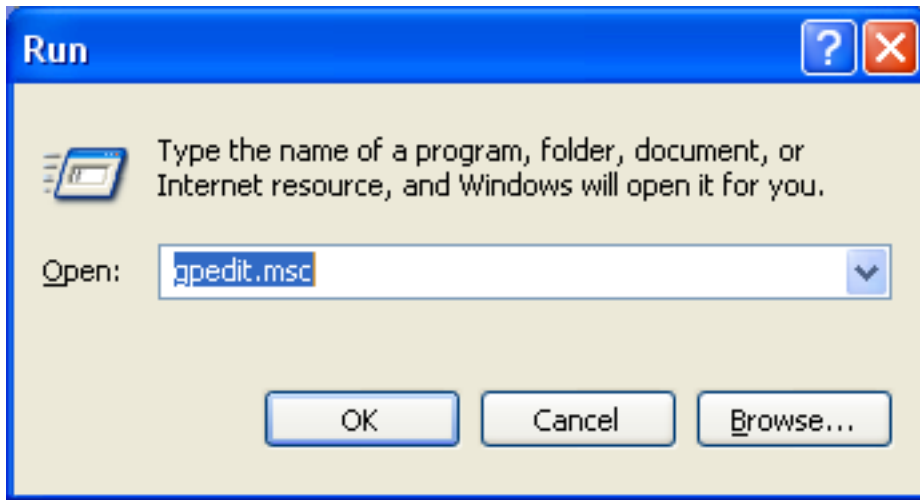 Run
Type the name of a program, folder, document, or
Internet resource, and Windows will open it for you.
Open: gpedit.msc
OK Cancel Browse...